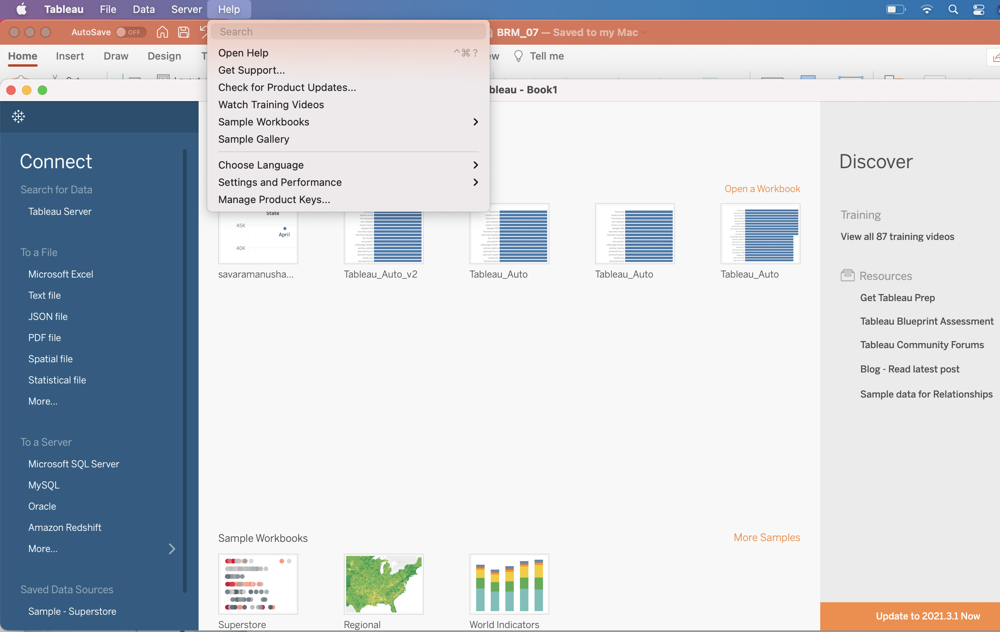 Tableau File Data Server Help
AutoSave OFF
BRM_07 — Saved to my Mac
Search
Home Insert Draw Design
Tell me
Open Help ^⌘?
Get Support...
Check for Product Updates...
Watch Training Videos
Sample Workbooks
Sample Gallery
Choose Language
Settings and Performance
Manage Product Keys...
bleau - Book1
Connect
Search for Data
Tableau Server
To a File
Microsoft Excel
Text file
JSON file
PDF file
Spatial file
Statistical file
More...
To a Server
Microsoft SQL Server
MySQL
Oracle
Amazon Redshift
More...
Saved Data Sources
Sample - Superstore
Open a Workbook
State
45K
April
40K
savaramanusha...
Tableau_Auto_v2
Tableau_Auto
Tableau_Auto
Tableau_Auto
Sample Workbooks
More Samples
Superstore
Regional
World Indicators
Discover
Training
View all 87 training videos
Resources
Get Tableau Prep
Tableau Blueprint Assessment
Tableau Community Forums
Blog - Read latest post
Sample data for Relationships
Update to 2021.3.1 Now